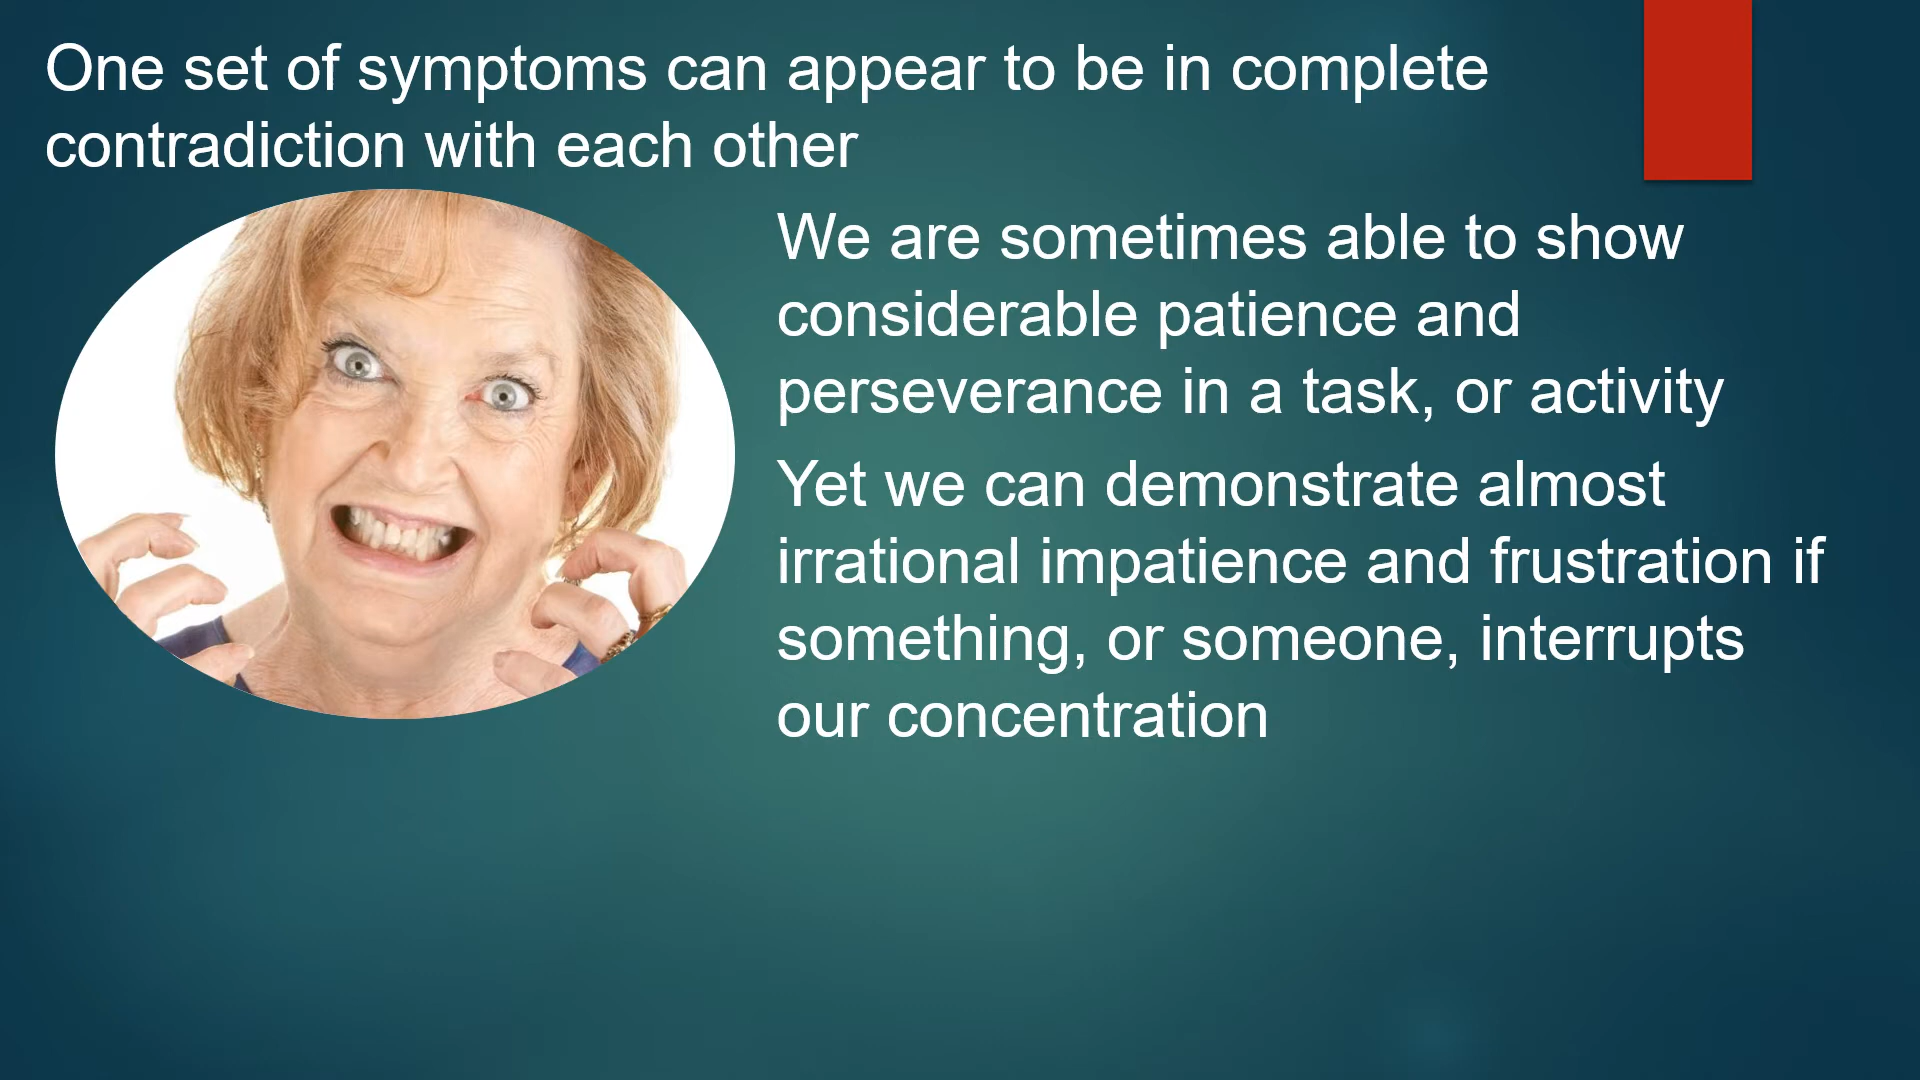 One set of symptoms can appear to be in complete
contradiction with each other
We are sometimes able to show
considerable patience and
perseverance in a task, or activity
Yet we can demonstrate almost
irrational impatience and frustration if
something, or someone, interrupts
our concentration